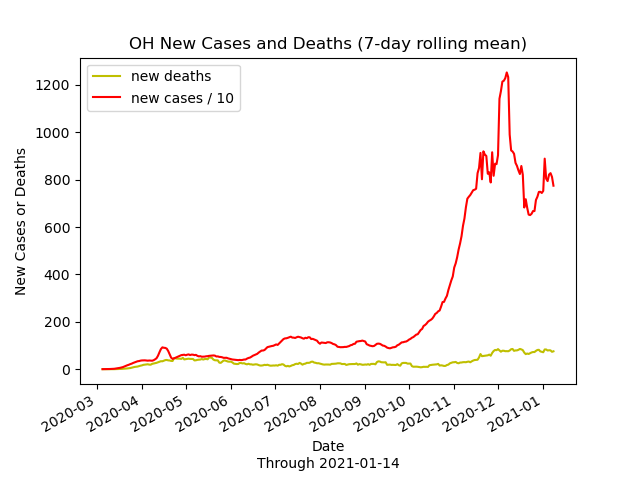 OH New Cases and Deaths (7-day rolling mean)
new deaths
new cases / 10
New Cases or Deaths
1200
1000
800
600
400
200
0
2020-03 2020-04 2020-05 2020-06 2020-07 2020-08 2020-09 2020-10 2020-11 2020-12 2021-01
Date
Through 2021-01-14